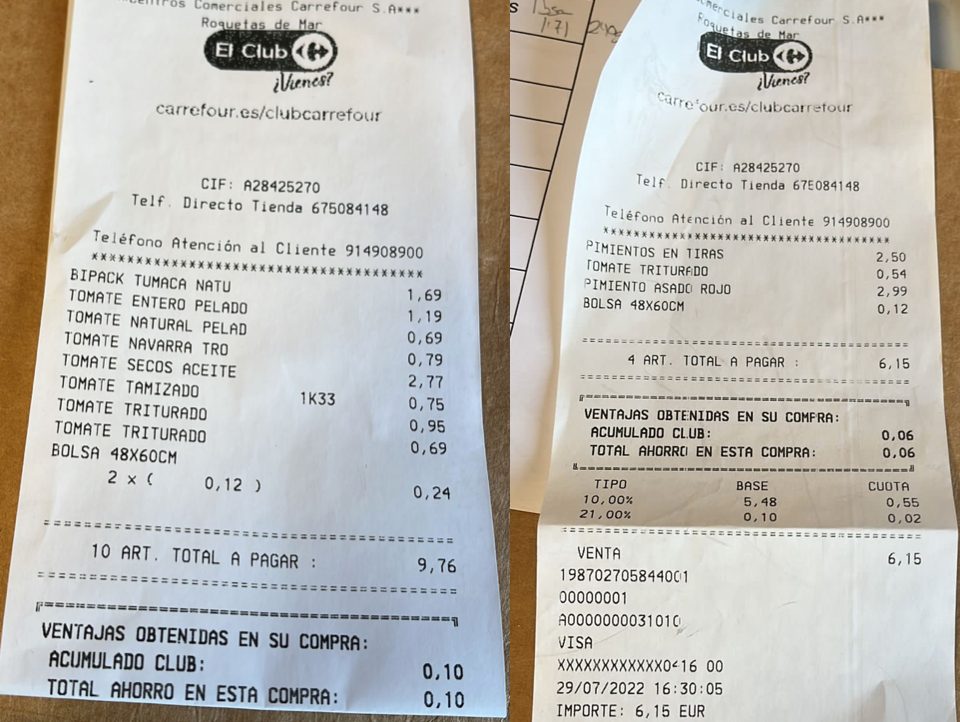 Centros Comerciales Carrefour S.A***
Roquetas de Mar
El Club
¿Vienes?
carrefour.es/clubcarrefour
CIF: A28425270
Telf. Directo Tienda 675084148
Teléfono Atención al Cliente 914908900
************************************
BIPACK TUMACA NATU 1,69
TOMATE ENTERO PELADO 1,19
TOMATE NATURAL PELAD 0,69
TOMATE NAVARRA TRO 0,79
TOMATE SECOS ACEITE 2,77
TOMATE TAMIZADO 1K33 0,75
TOMATE TRITURADO 0,95
TOMATE TRITURADO 0,69
BOLSA 48X60CM
2 x ( 0,12 ) 0,24
10 ART. TOTAL A PAGAR : 9,76
VENTAJAS OBTENIDAS EN SU COMPRA:
ACUMULADO CLUB: 0,10
TOTAL AHORRO EN ESTA COMPRA: 0,10
1,71
merciales Carrefour S.A***
Roquetas de Mar
El Club
¿Vienes?
carrefour.es/clubcarrefour
CIF: A28425270
Telf. Directo Tienda 675084148
Teléfono Atención al Cliente 914908900
************************************
PIMIENTOS EN TIRAS 2,50
TOMATE TRITURADO 0,54
PIMIENTO ASADO ROJO 2,99
BOLSA 48X60CM 0,12
4 ART. TOTAL A PAGAR : 6,15
VENTAJAS OBTENIDAS EN SU COMPRA:
ACUMULADO CLUB: 0,06
TOTAL AHORRO EN ESTA COMPRA: 0,06
TIPO BASE CUOTA
10,00% 5,48 0,55
21,00% 0,10 0,02
VENTA 6,15
198702705844001
00000001
A0000000031010
VISA
XXXXXXXXXXXX0416 00
29/07/2022 16:30:05
IMPORTE: 6,15 EUR